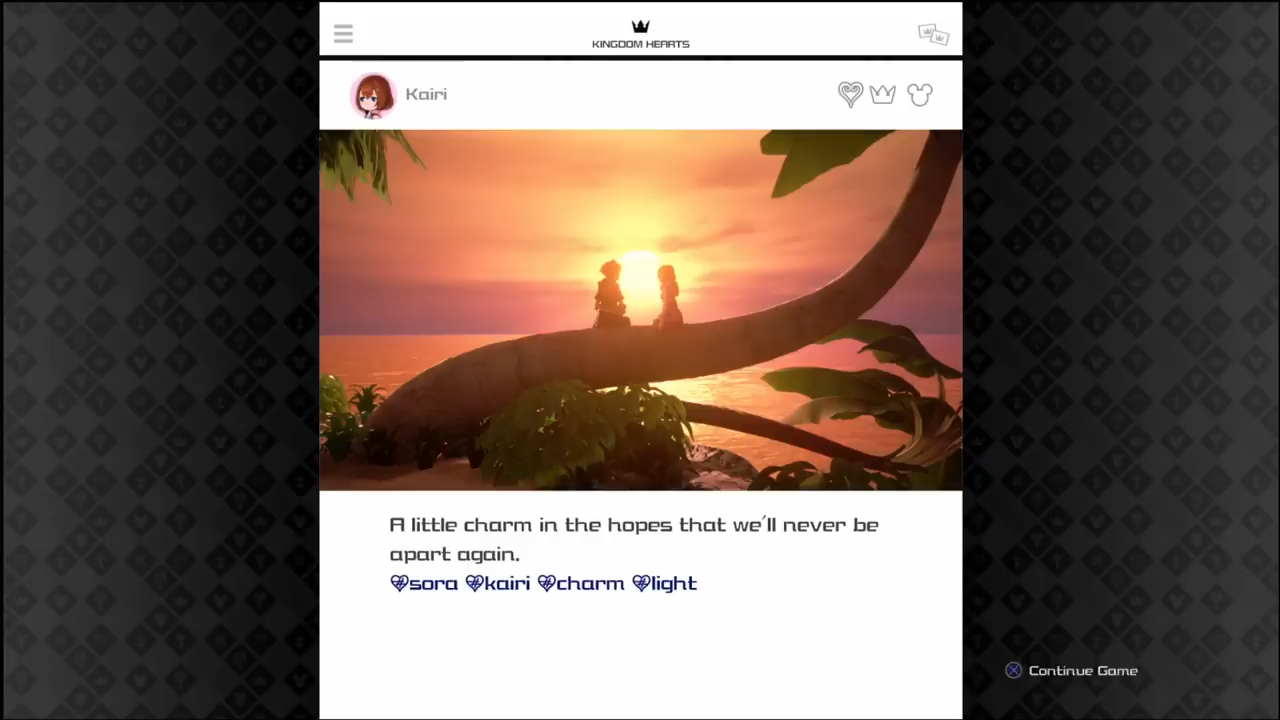 KINGDOM HEARTS
Kairi
A little charm in the hopes that we'll never be
apart again.
#sora #kairi #charm #light
Continue Game